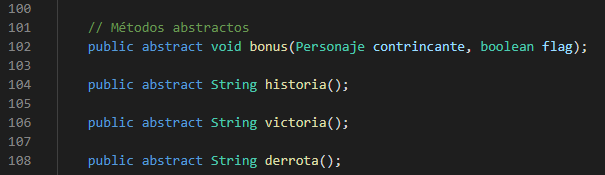 100
101 // Métodos abstractos
102 public abstract void bonus(Personaje contrincante, boolean flag);
103
104 public abstract String historia();
105
106 public abstract String victoria();
107
108 public abstract String derrota();